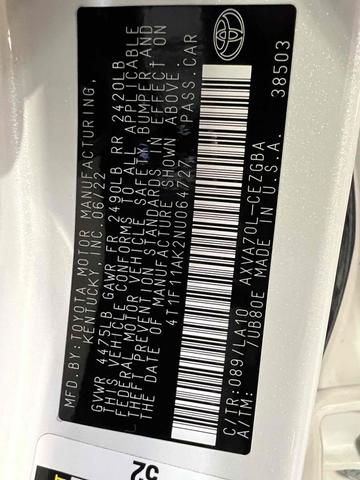 MFD.BY: TOYOTA MOTOR MANUFACTURING,
KENTUCKY, INC. 06/22
GVWR 4475LB GAWR FR 2490LB RR 2420LB
THIS VEHICLE CONFORMS TO ALL APPLICABLE
FEDERAL MOTOR VEHICLE SAFETY, BUMPER, AND
THEFT PREVENTION STANDARDS IN EFFECT ON
THE DATE OF MANUFACTURE SHOWN ABOVE.
4T1F11AK2NU064727 PASS.CAR
C/TR: 089/LA10 AXVA70L-CEZGBA
A/TM: /UB80E U.S.A. 38503
52